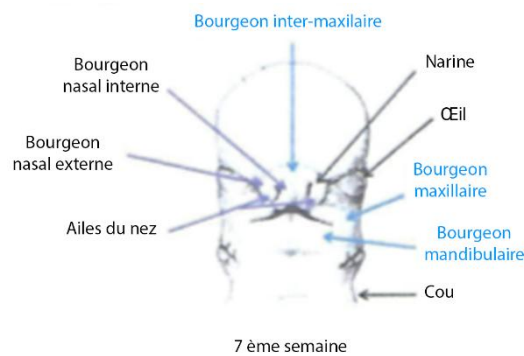 Bourgeon inter-maxilaire
Bourgeon
nasal interne
Narine
Œil
Bourgeon
nasal externe
Bourgeon
maxillaire
Ailes du nez
Bourgeon
mandibulaire
Cou
7 ème semaine